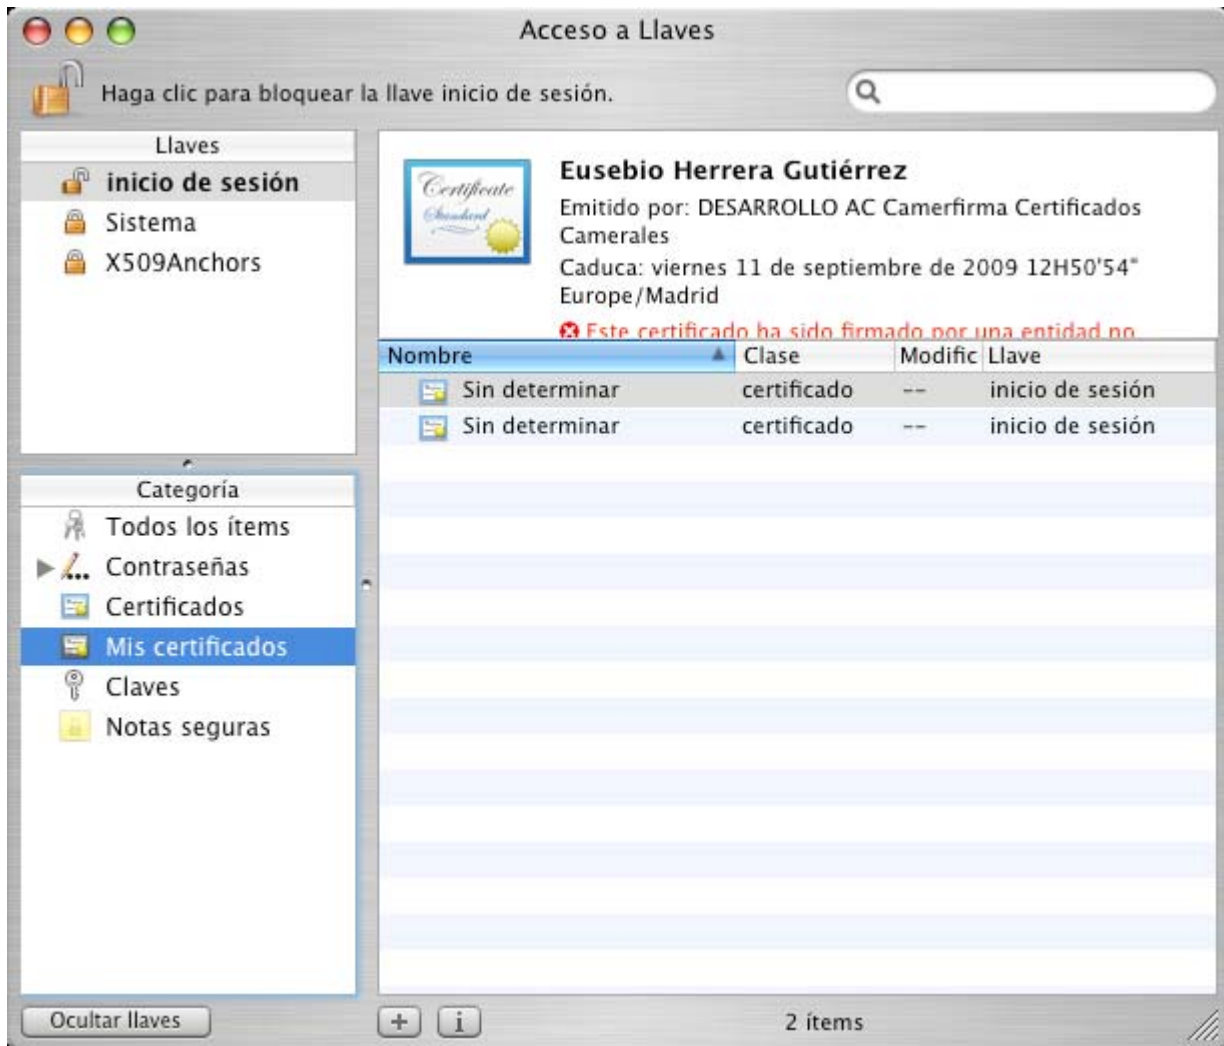 Acceso a Llaves
Haga clic para bloquear la llave inicio de sesión.
Llaves
inicio de sesión
Sistema
X509Anchors
Certificate
Standard
Eusebio Herrera Gutiérrez
Emitido por: DESARROLLO AC Camerfirma Certificados
Camerales
Caduca: viernes 11 de septiembre de 2009 12H50'54"
Europe/Madrid
Este certificado ha sido firmado por una entidad no
Nombre Clase Modific Llave
Sin determinar certificado -- inicio de sesión
Sin determinar certificado -- inicio de sesión
Categoría
Todos los ítems
Contraseñas
Certificados
Mis certificados
Claves
Notas seguras
Ocultar llaves
+ i
2 ítems